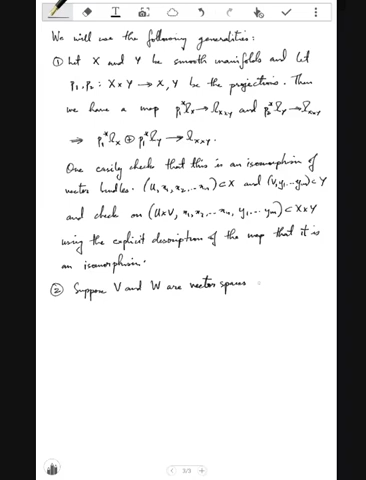 We will use the following generalities:
① Let X and Y be smooth manifolds and let
p₁, p₂ : X×Y → X, Y be the projections. Then
we have a map p₁*Ω_X → Ω_{X×Y} and p₂*Ω_Y → Ω_{X×Y}
⇒ p₁*Ω_X ⊕ p₂*Ω_Y → Ω_{X×Y}.
One easily check that this is an isomorphism of
vector bundles. (U, x₁, x₂, ... xₙ) ⊂ X and (V, y₁, ... yₘ) ⊂ Y
and check on (U×V, x₁, x₂, ... xₙ, y₁, ... yₘ) ⊂ X×Y
using the explicit description of the map that it is
an isomorphism.
② Suppose V and W are vector spaces
3/3